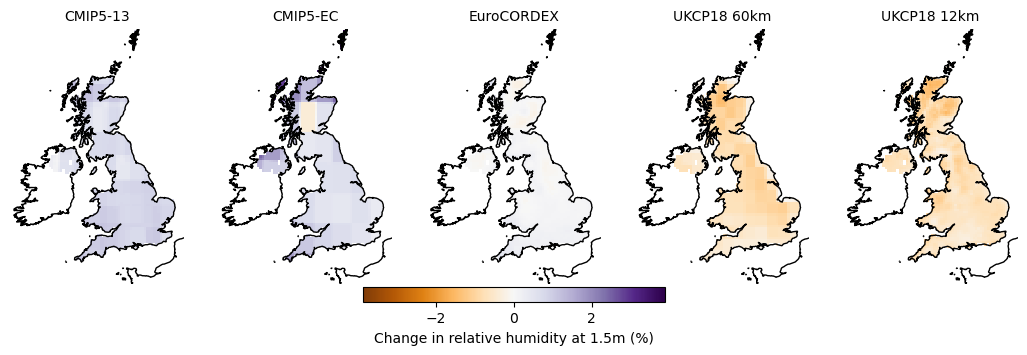 CMIP5-13 CMIP5-EC EuroCORDEX UKCP18 60km UKCP18 12km
−2 0 2
Change in relative humidity at 1.5m (%)